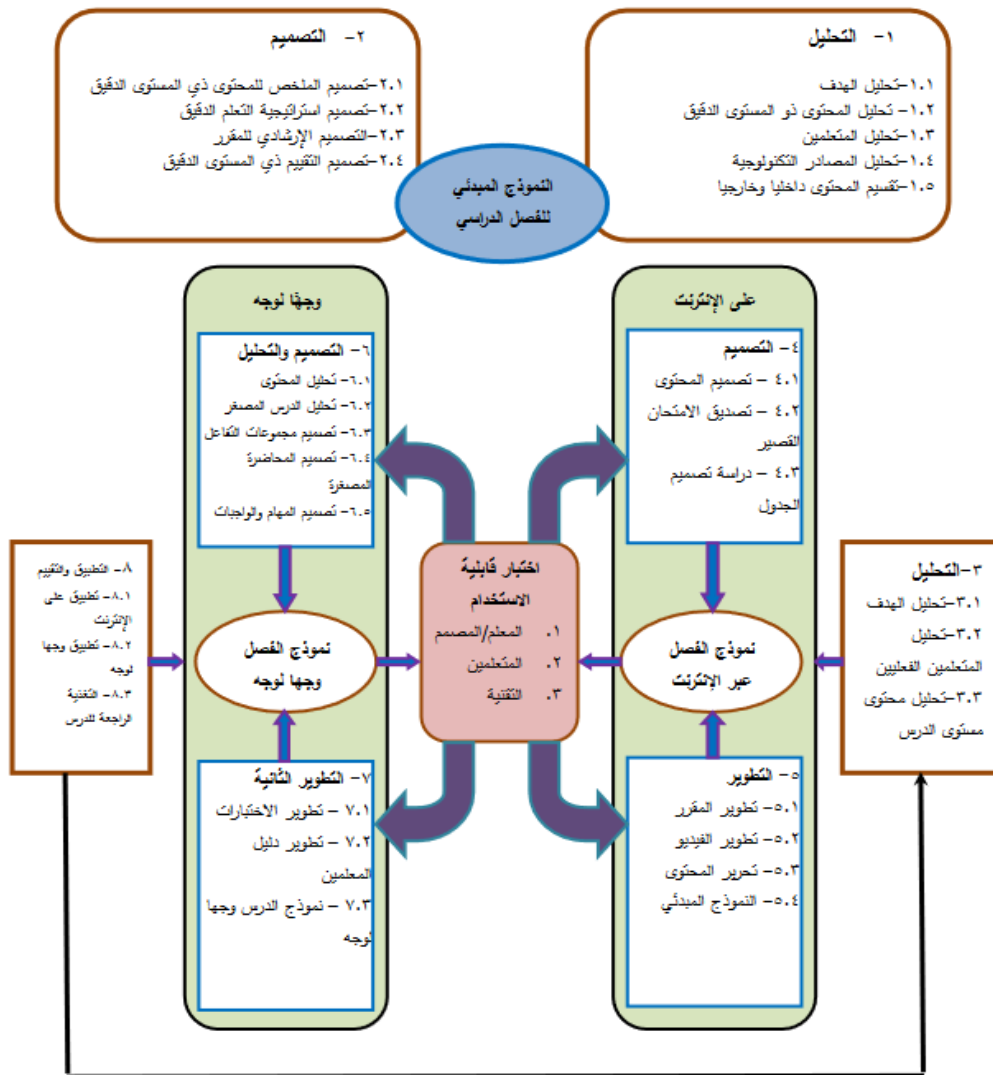 ١- التحليل
١.١-تحليل الهدف
١.٢- تحليل المحتوى ذو المستوى الدقيق
١.٣-تحليل المتعلمين
١.٤-تحليل المصادر التكنولوجية
١.٥-تقسيم المحتوى داخليا وخارجيا
٢- التصميم
٢.١-تصميم الملخص للمحتوى ذي المستوى الدقيق
٢.٢-تصميم استراتيجية التعلم الدقيق
٢.٣-التصميم الإرشادي للمقرر
٢.٤-تصميم التقييم ذي المستوى الدقيق
النموذج المبدئي
للفصل الدراسي
على الإنترنت
٤- التصميم
٤.١ – تصميم المحتوى
٤.٢ – تصديق الامتحان
القصير
٤.٣ – دراسة تصميم
الجدول
نموذج الفصل
عبر الإنترنت
٥- التطوير
٥.١- تطوير المقرر
٥.٢- تطوير الفيديو
٥.٣- تحرير المحتوى
٥.٤- النموذج المبدئي
٣-التحليل
٣.١-تحليل الهدف
٣.٢-تحليل
المتعلمين الفعليين
٣.٣-تحليل محتوى
مستوى الدرس
اختبار قابلية
الاستخدام
١. المعلم/المصمم
٢. المتعلمين
٣. التقنية
وجهًا لوجه
٦- التصميم والتحليل
٦.١- تحليل المحتوى
٦.٢- تحليل الدرس المصغر
٦.٣- تصميم مجموعات التفاعل
٦.٤- تصميم المحاضرة
المصغرة
٦.٥- تصميم المهام والواجبات
نموذج الفصل
وجها لوجه
٧- التطوير الثانية
٧.١ – تطوير الاختبارات
٧.٢ – تطوير دليل
المعلمين
٧.٣ – نموذج الدرس وجها
لوجه
٨- التطبيق والتقييم
٨.١- تطبيق على
الإنترنت
٨.٢- تطبيق وجها
لوجه
٨.٣- التغذية
الراجعة للدرس